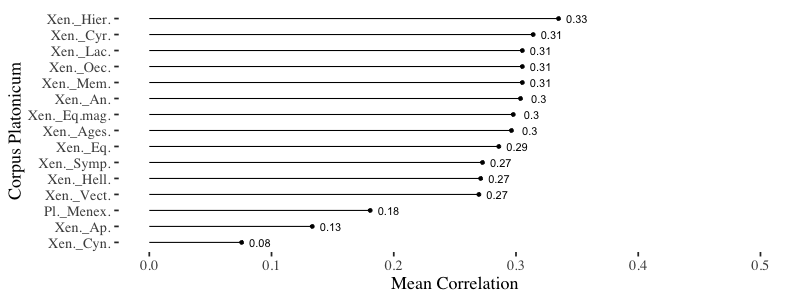 Corpus Platonicum
Xen._Hier. 0.33
Xen._Cyr. 0.31
Xen._Lac. 0.31
Xen._Oec. 0.31
Xen._Mem. 0.31
Xen._An. 0.3
Xen._Eq.mag. 0.3
Xen._Ages. 0.3
Xen._Eq. 0.29
Xen._Symp. 0.27
Xen._Hell. 0.27
Xen._Vect. 0.27
Pl._Menex. 0.18
Xen._Ap. 0.13
Xen._Cyn. 0.08
0.0 0.1 0.2 0.3 0.4 0.5
Mean Correlation